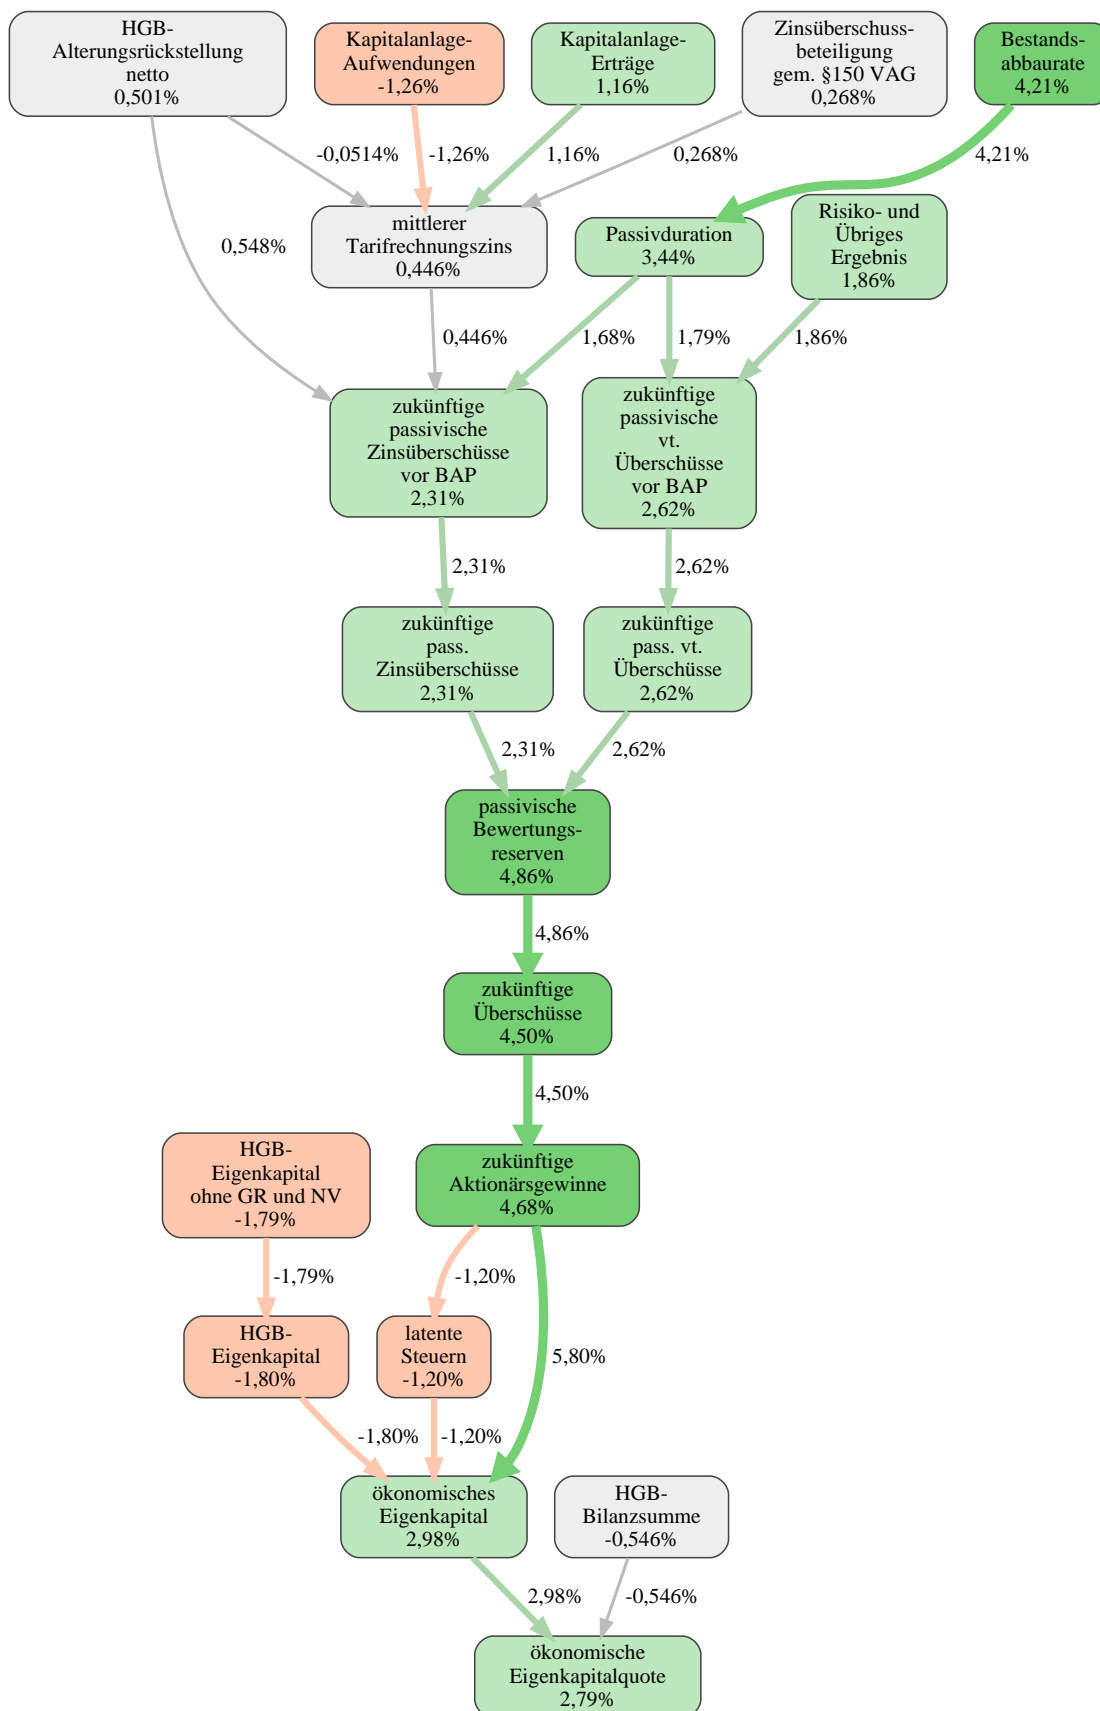 HGB-
Alterungsrückstellung
netto
0,501%
Kapitalanlage-
Aufwendungen
-1,26%
Kapitalanlage-
Erträge
1,16%
Zinsüberschuss-
beteiligung
gem. §150 VAG
0,268%
Bestands-
abbaurate
4,21%
-0,0514%
-1,26%
1,16%
0,268%
4,21%
0,548%
mittlerer
Tarifrechnungszins
0,446%
Passivduration
3,44%
Risiko- und
Übriges
Ergebnis
1,86%
0,446%
1,68%
1,79%
1,86%
zukünftige
passivische
Zinsüberschüsse
vor BAP
2,31%
zukünftige
passivische
vt.
Überschüsse
vor BAP
2,62%
2,31%
2,62%
zukünftige
pass.
Zinsüberschüsse
2,31%
zukünftige
pass. vt.
Überschüsse
2,62%
2,31%
2,62%
passivische
Bewertungs-
reserven
4,86%
4,86%
zukünftige
Überschüsse
4,50%
4,50%
HGB-
Eigenkapital
ohne GR und NV
-1,79%
zukünftige
Aktionärsgewinne
4,68%
-1,79%
-1,20%
5,80%
HGB-
Eigenkapital
-1,80%
latente
Steuern
-1,20%
-1,80%
-1,20%
ökonomisches
Eigenkapital
2,98%
HGB-
Bilanzsumme
-0,546%
2,98%
-0,546%
ökonomische
Eigenkapitalquote
2,79%